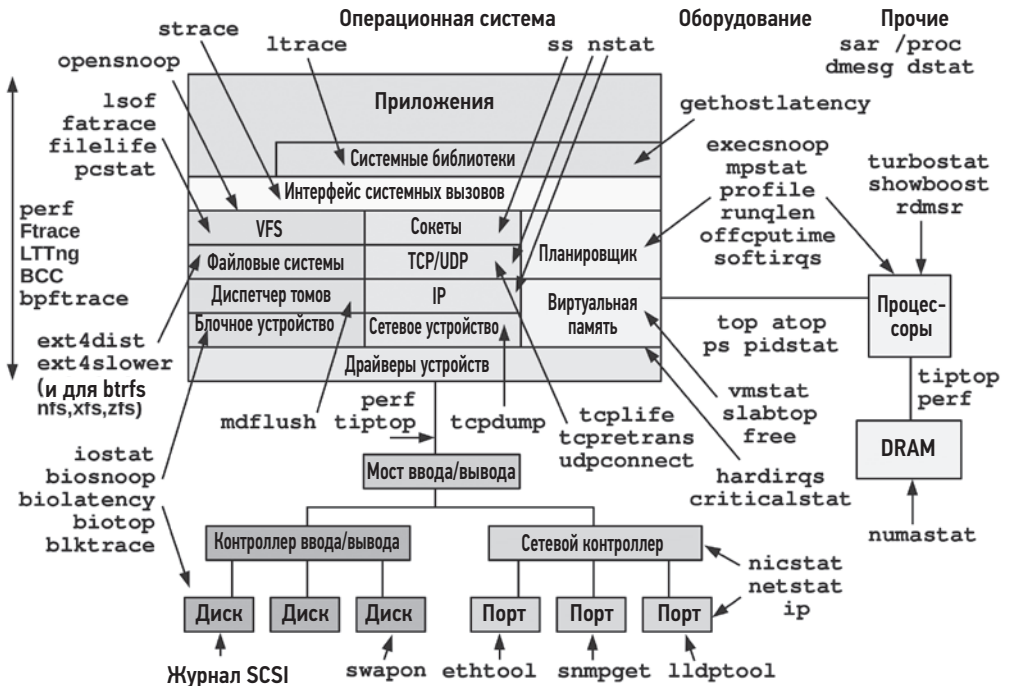 Операционная система
Оборудование
Прочие
strace
ltrace
ss nstat
sar /proc
dmesg dstat
opensnoop
lsof
fatrace
filelife
pcstat
perf
Ftrace
LTTng
BCC
bpftrace
ext4dist
ext4slower
(и для btrfs
nfs,xfs,zfs)
iostat
biosnoop
biolatency
biotop
blktrace
Приложения
Системные библиотеки
Интерфейс системных вызовов
VFS
Сокеты
Файловые системы
TCP/UDP
Диспетчер томов
IP
Блочное устройство
Сетевое устройство
Планировщик
Виртуальная
память
Драйверы устройств
gethostlatency
execsnoop
mpstat
profile
runqlen
offcputime
softirqs
turbostat
showboost
rdmsr
Процес-
соры
top atop
ps pidstat
tiptop
perf
DRAM
numastat
vmstat
slabtop
free
hardirqs
criticalstat
mdflush
perf
tiptop
tcpdump
tcplife
tcpretrans
udpconnect
Мост ввода/вывода
Контроллер ввода/вывода
Сетевой контроллер
nicstat
netstat
ip
Диск
Диск
Диск
Порт
Порт
Порт
Журнал SCSI
swapon
ethtool
snmpget
lldptool